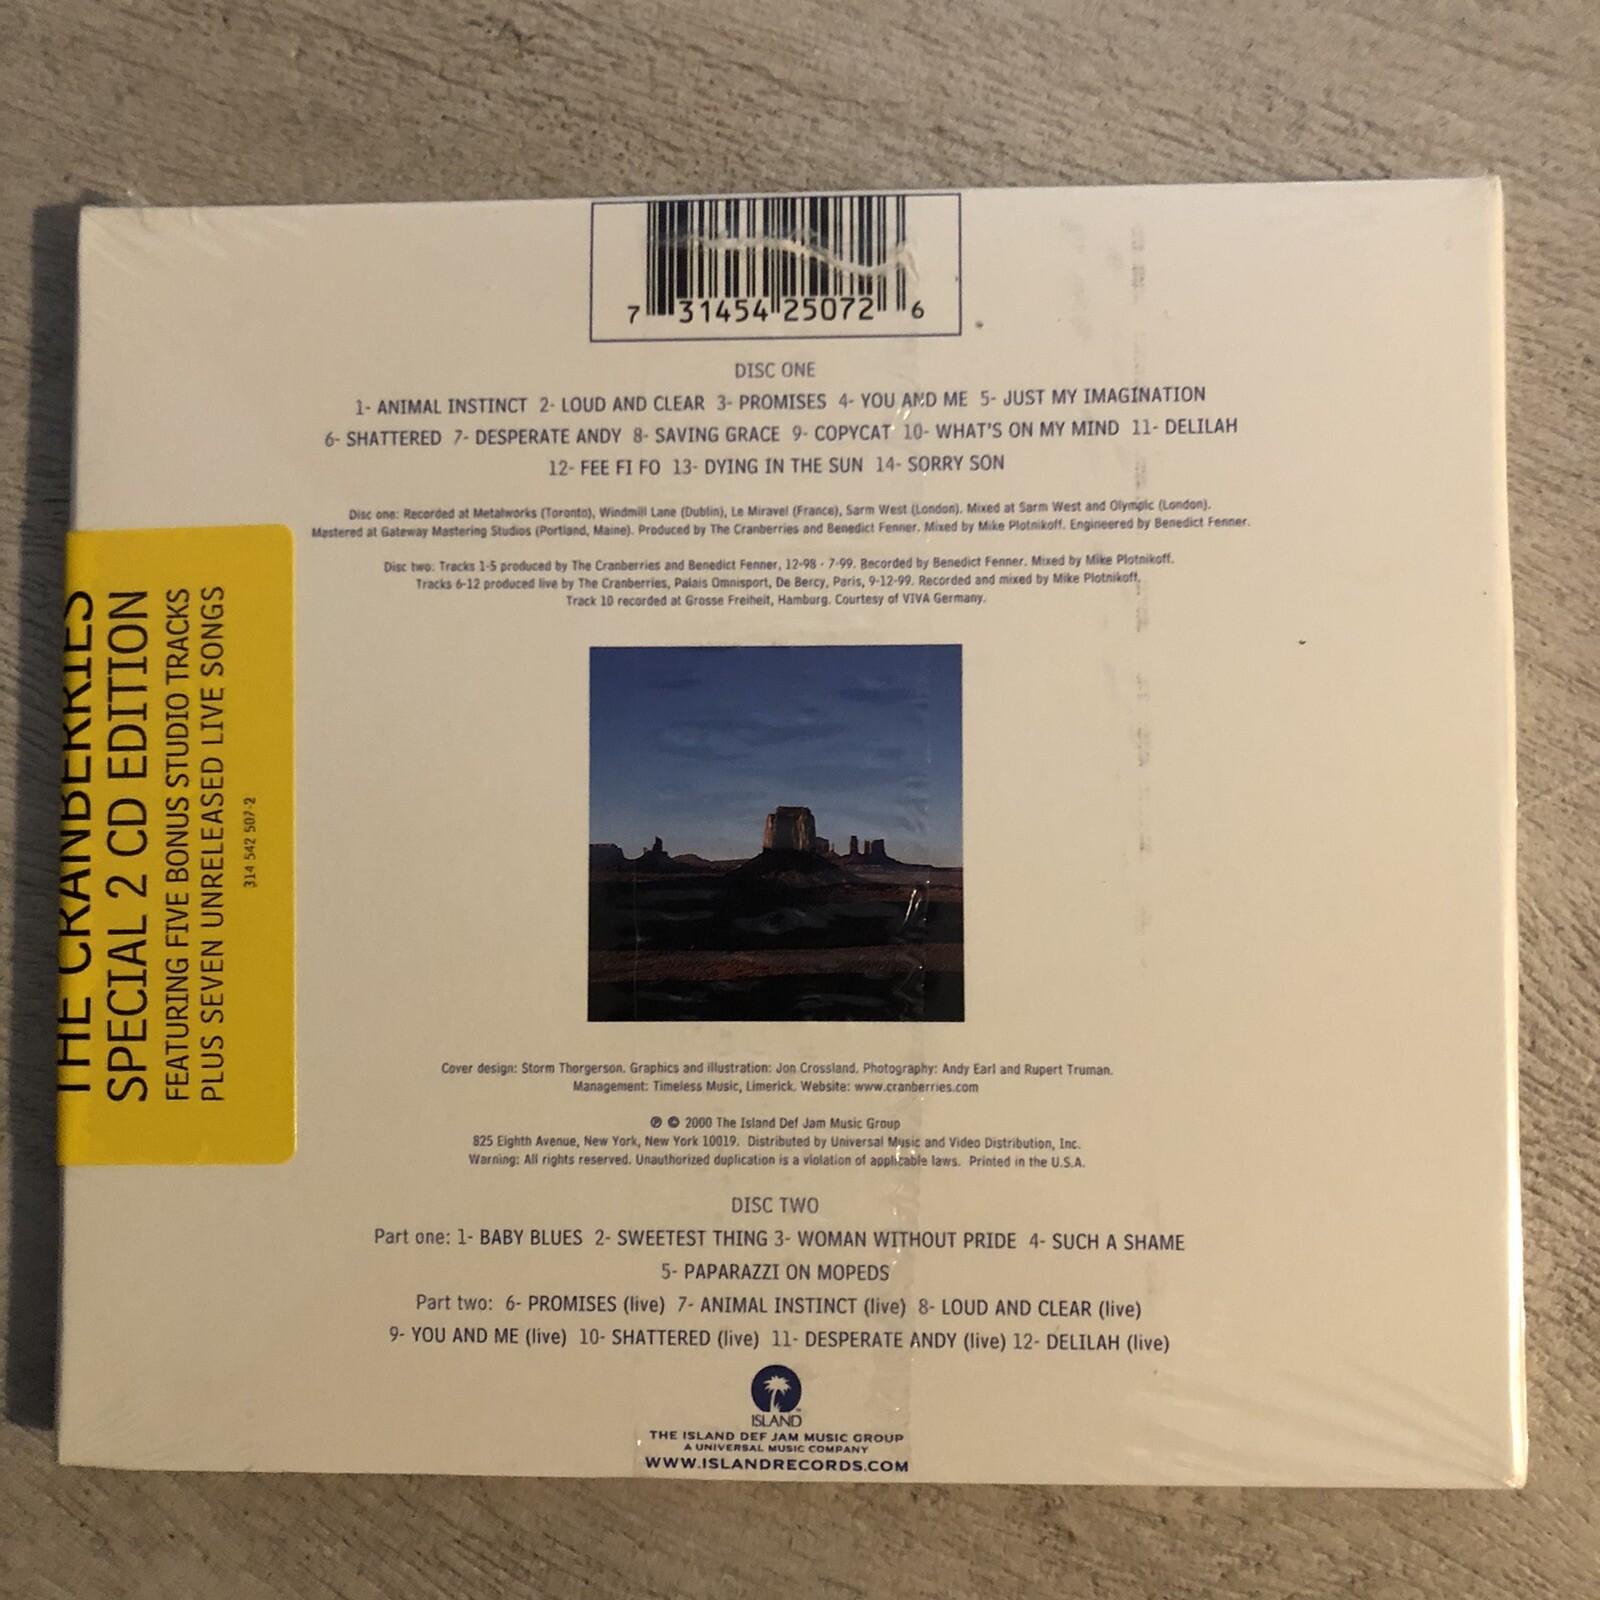 7 31454 25072 6
DISC ONE
1- ANIMAL INSTINCT 2- LOUD AND CLEAR 3- PROMISES 4- YOU AND ME 5- JUST MY IMAGINATION
6- SHATTERED 7- DESPERATE ANDY 8- SAVING GRACE 9- COPYCAT 10- WHAT'S ON MY MIND 11- DELILAH
12- FEE FI FO 13- DYING IN THE SUN 14- SORRY SON
Disc one: Recorded at Metalworks (Toronto), Windmill Lane (Dublin), Le Miravel (France), Sarm West (London). Mixed at Sarm West and Olympic (London).
Mastered at Gateway Mastering Studios (Portland, Maine). Produced by The Cranberries and Benedict Fenner. Mixed by Mike Plotnikoff. Engineered by Benedict Fenner.
Disc two: Tracks 1-5 produced by The Cranberries and Benedict Fenner, 12-98 - 7-99. Recorded by Benedict Fenner. Mixed by Mike Plotnikoff.
Tracks 6-12 produced live by The Cranberries, Palais Omnisport, De Bercy, Paris, 9-12-99. Recorded and mixed by Mike Plotnikoff.
Track 10 recorded at Grosse Freiheit, Hamburg. Courtesy of VIVA Germany.
THE CRANBERRIES
SPECIAL 2 CD EDITION
FEATURING FIVE BONUS STUDIO TRACKS
PLUS SEVEN UNRELEASED LIVE SONGS
314 542 507-2
Cover design: Storm Thorgerson. Graphics and illustration: Jon Crossland. Photography: Andy Earl and Rupert Truman.
Management: Timeless Music, Limerick. Website: www.cranberries.com
℗ © 2000 The Island Def Jam Music Group
825 Eighth Avenue, New York, New York 10019. Distributed by Universal Music and Video Distribution, Inc.
Warning: All rights reserved. Unauthorized duplication is a violation of applicable laws. Printed in the U.S.A.
DISC TWO
Part one: 1- BABY BLUES 2- SWEETEST THING 3- WOMAN WITHOUT PRIDE 4- SUCH A SHAME
5- PAPARAZZI ON MOPEDS
Part two: 6- PROMISES (live) 7- ANIMAL INSTINCT (live) 8- LOUD AND CLEAR (live)
9- YOU AND ME (live) 10- SHATTERED (live) 11- DESPERATE ANDY (live) 12- DELILAH (live)
ISLAND
THE ISLAND DEF JAM MUSIC GROUP
A UNIVERSAL MUSIC COMPANY
WWW.ISLANDRECORDS.COM